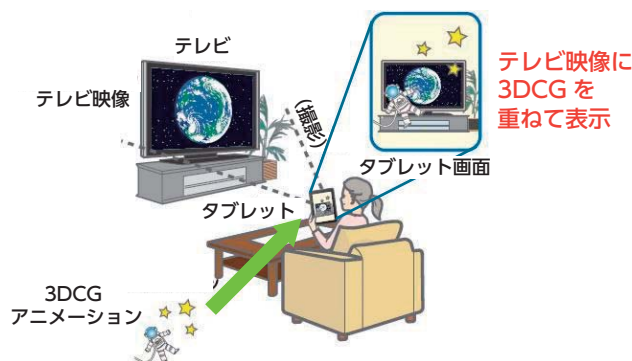 テレビ
テレビ映像
(撮影)
テレビ映像に
3DCG を
重ねて表示
タブレット画面
タブレット
3DCG
アニメーション